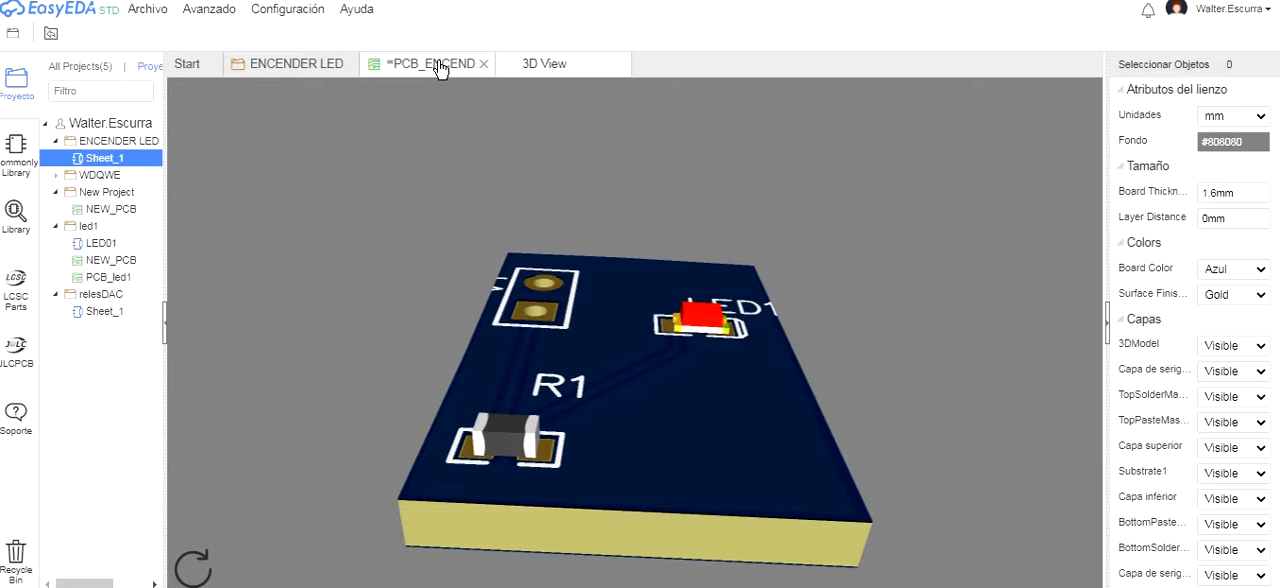 EasyEDA STD Archivo Avanzado Configuración Ayuda Walter.Escurra
Start ENCENDER LED *PCB_ENCEND 3D View
All Projects(5) | Proye
Filtro
Proyecto
Commonly
Library
Library
LCSC
LCSC
Parts
JLCPCB
Soporte
Recycle
Bin
Walter.Escurra
ENCENDER LED
Sheet_1
WDQWE
New Project
NEW_PCB
led1
LED01
NEW_PCB
PCB_led1
relesDAC
Sheet_1
LED1
R1
Seleccionar Objetos 0
Atributos del lienzo
Unidades mm
Fondo #808080
Tamaño
Board Thickn... 1.6mm
Layer Distance 0mm
Colors
Board Color Azul
Surface Finis... Gold
Capas
3DModel Visible
Capa de serig... Visible
TopSolderMa... Visible
TopPasteMas... Visible
Capa superior Visible
Substrate1 Visible
Capa inferior Visible
BottomPaste... Visible
BottomSolder... Visible
Capa de serig... Visible